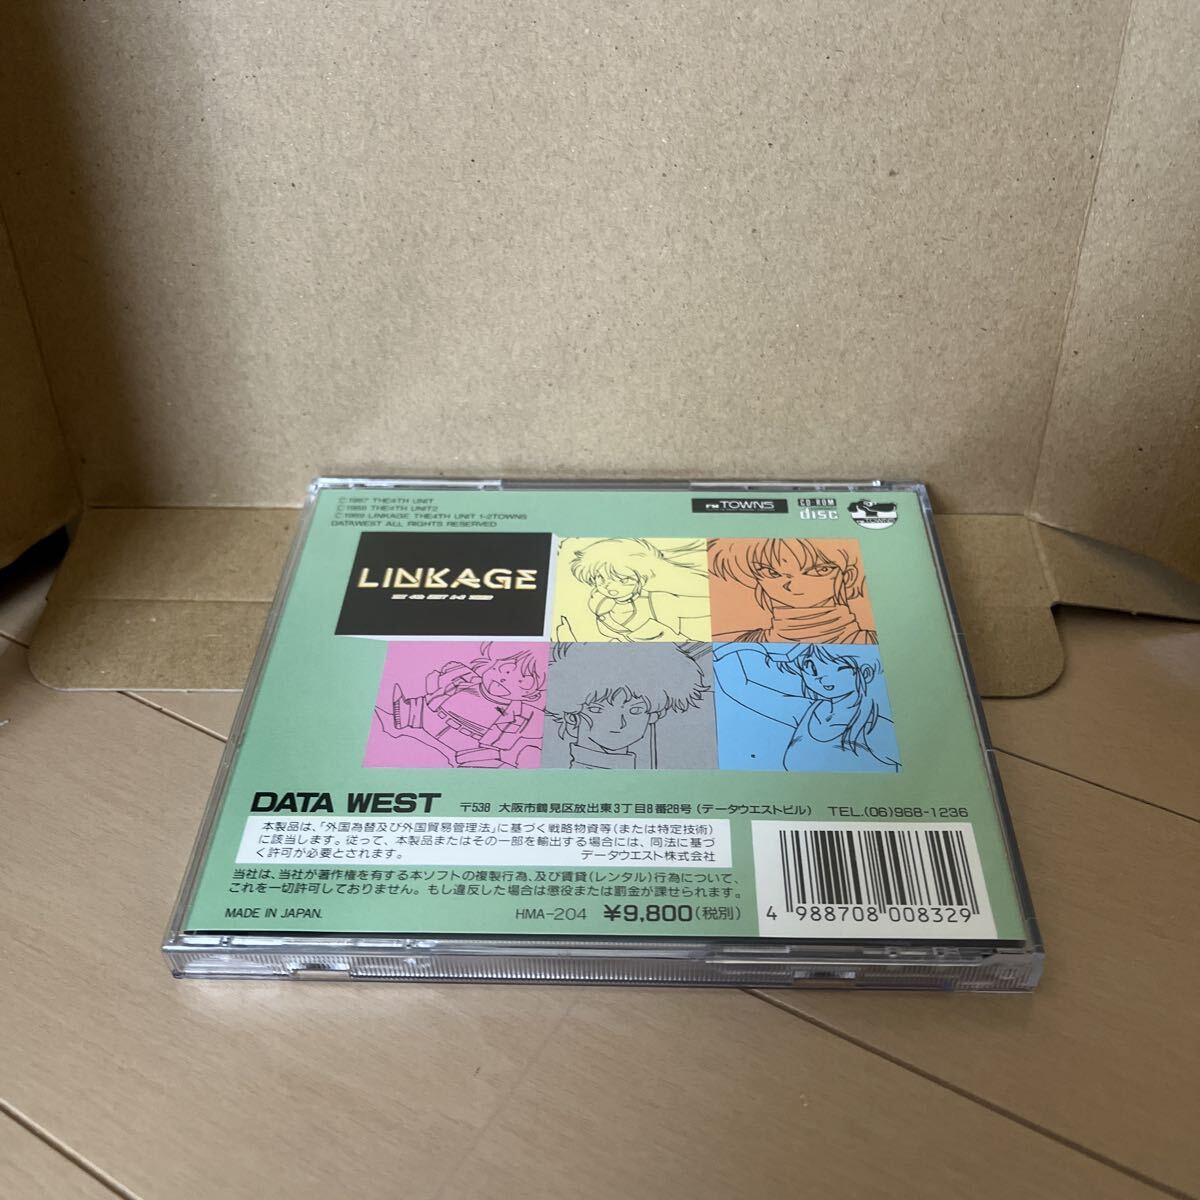 ©1987 THE4TH UNIT
©1988 THE4TH UNIT2
©1989 LINKAGE THE4TH UNIT 1-2TOWNS
DATAWEST ALL RIGHTS RESERVED
FM TOWNS
CD-ROM
disc
FM TOWNS
LINKAGE
DATA WEST
〒538 大阪市鶴見区放出東3丁目8番28号(データウエストビル) TEL.(06)968-1236
本製品は、「外国為替及び外国貿易管理法」に基づく戦略物資等(または特定技術)
に該当します。従って、本製品またはその一部を輸出する場合には、同法に基づ
く許可が必要とされます。 データウエスト株式会社
当社は、当社が著作権を有する本ソフトの複製行為、及び賃貸(レンタル)行為について、
これを一切許可しておりません。もし違反した場合は懲役または罰金が課せられます。
MADE IN JAPAN.
HMA-204 ¥9,800(税別)
4 988708 008329